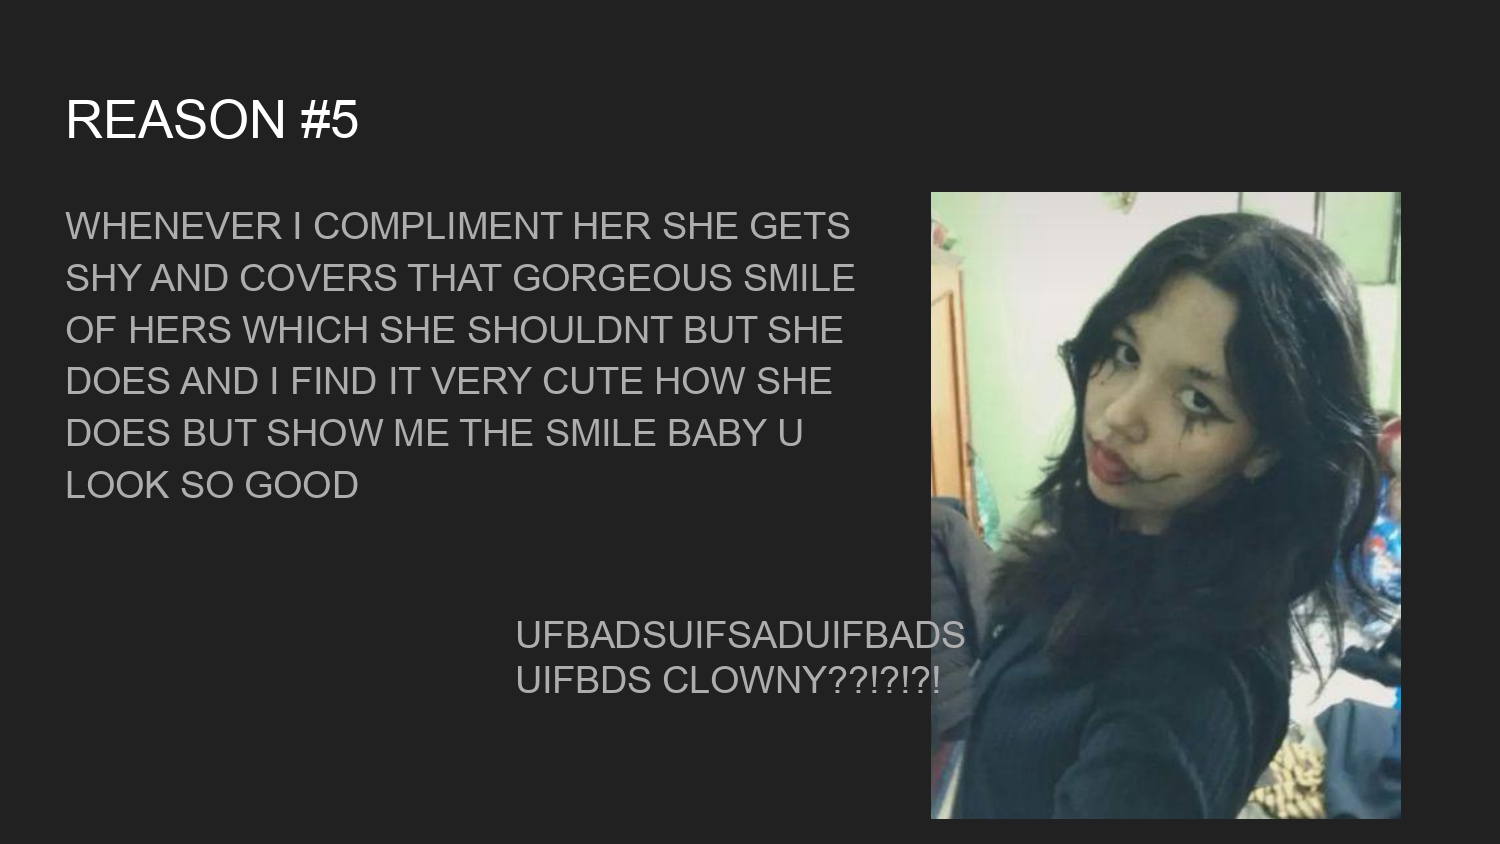 REASON #5
WHENEVER I COMPLIMENT HER SHE GETS
SHY AND COVERS THAT GORGEOUS SMILE
OF HERS WHICH SHE SHOULDNT BUT SHE
DOES AND I FIND IT VERY CUTE HOW SHE
DOES BUT SHOW ME THE SMILE BABY U
LOOK SO GOOD
UFBADSUIFSADUIFBADS
UIFBDS CLOWNY??!?!?!